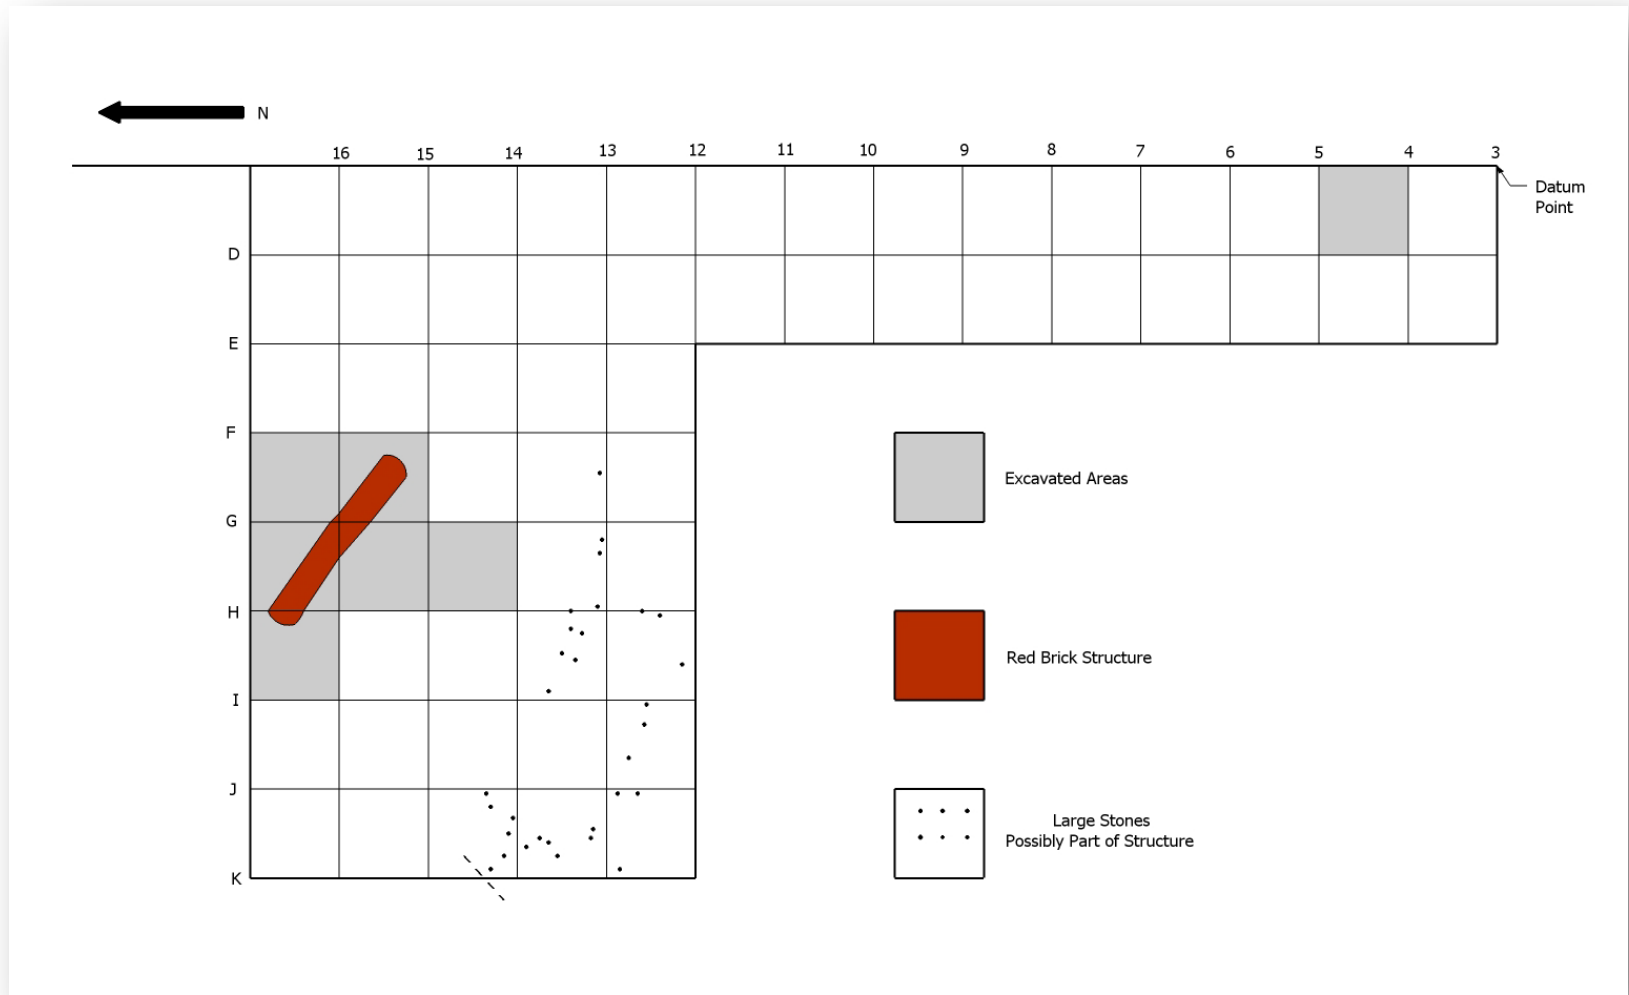 N
16 15 14 13 12 11 10 9 8 7 6 5 4 3
Datum
Point
D
E
F
Excavated Areas
G
H
Red Brick Structure
I
J
Large Stones
Possibly Part of Structure
K